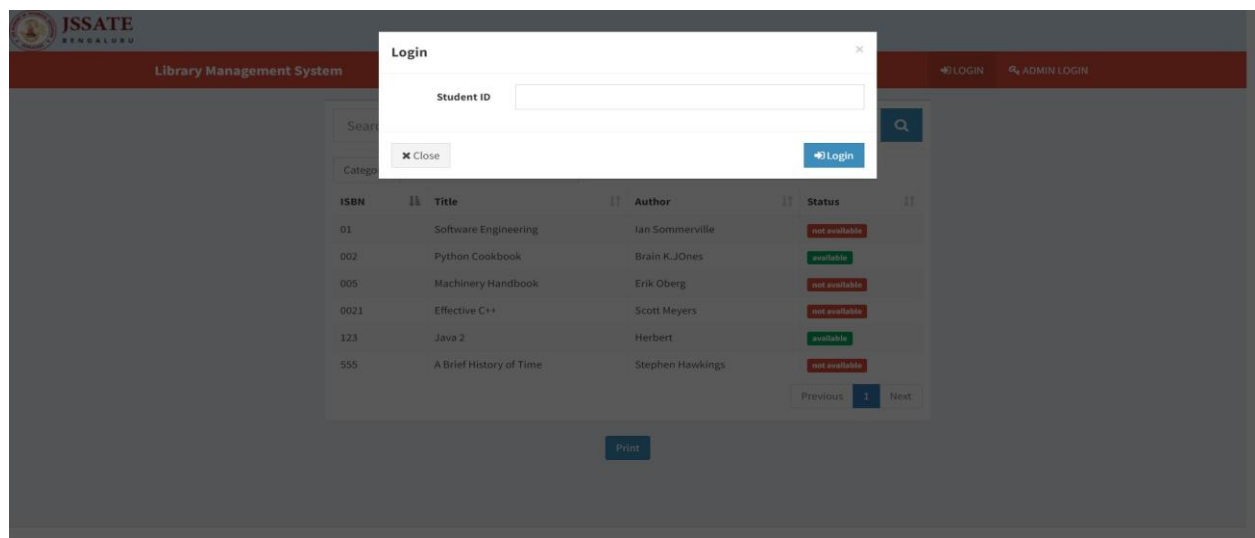 JSSATE
BENGALURU
Login ×
Library Management System LOGIN ADMIN LOGIN
Student ID
Sear
Close Login
Catego
ISBN Title Author Status
01 Software Engineering Ian Sommerville not available
002 Python Cookbook Brain K.JOnes available
005 Machinery Handbook Erik Oberg not available
0021 Effective C++ Scott Meyers not available
123 Java 2 Herbert available
555 A Brief History of Time Stephen Hawkings not available
Previous 1 Next
Print